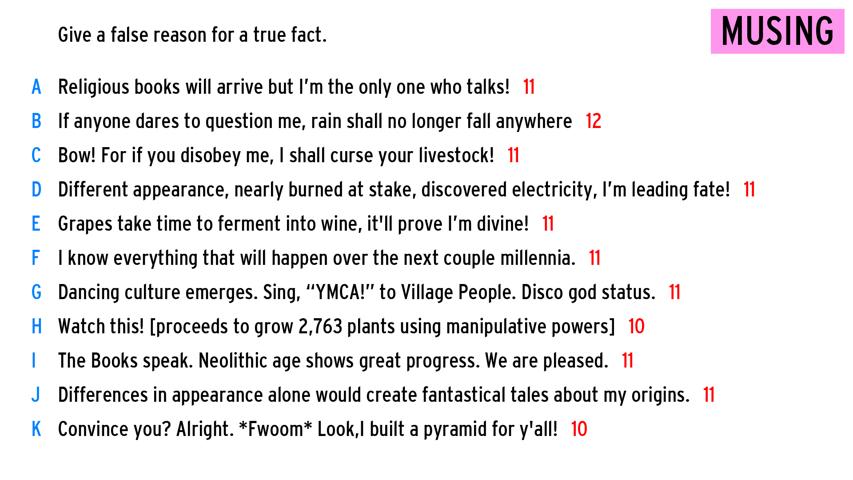 MUSING
Give a false reason for a true fact.
A Religious books will arrive but I'm the only one who talks! 11
B If anyone dares to question me, rain shall no longer fall anywhere 12
C Bow! For if you disobey me, I shall curse your livestock! 11
D Different appearance, nearly burned at stake, discovered electricity, I'm leading fate! 11
E Grapes take time to ferment into wine, it'll prove I'm divine! 11
F I know everything that will happen over the next couple millennia. 11
G Dancing culture emerges. Sing, “YMCA!” to Village People. Disco god status. 11
H Watch this! [proceeds to grow 2,763 plants using manipulative powers] 10
I The Books speak. Neolithic age shows great progress. We are pleased. 11
J Differences in appearance alone would create fantastical tales about my origins. 11
K Convince you? Alright. *Fwoom* Look,I built a pyramid for y'all! 10